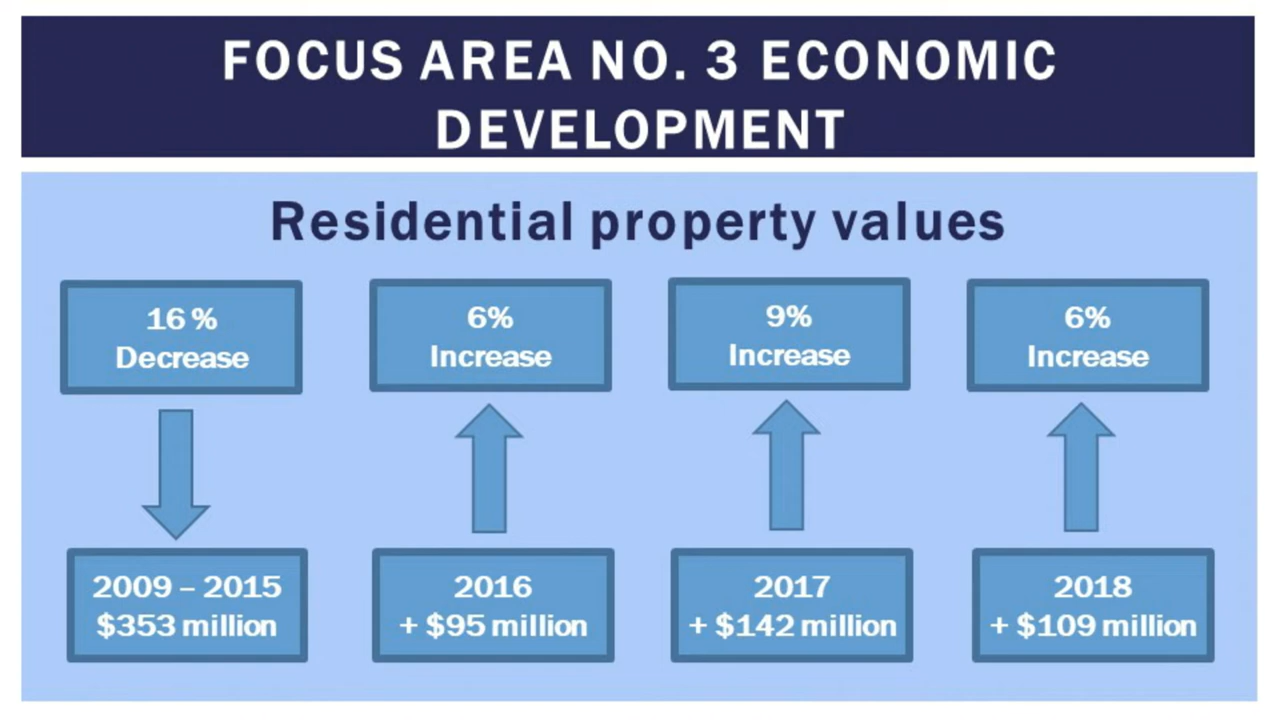 FOCUS AREA NO. 3 ECONOMIC
DEVELOPMENT
Residential property values
16 %
Decrease
6%
Increase
9%
Increase
6%
Increase
2009 – 2015
$353 million
2016
+ $95 million
2017
+ $142 million
2018
+ $109 million